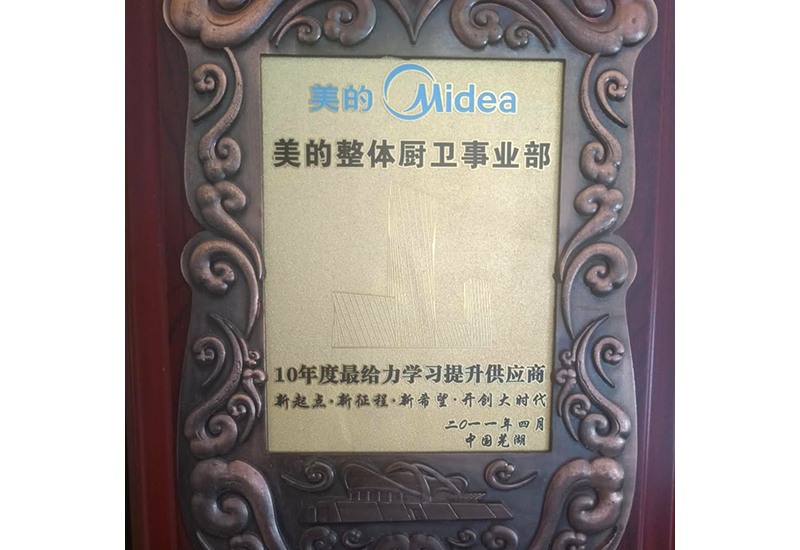 美的 Midea
美的整体厨卫事业部
10年度最给力学习提升供应商
新起点·新征程·新希望·开创大时代
二〇一一年四月
中国芜湖